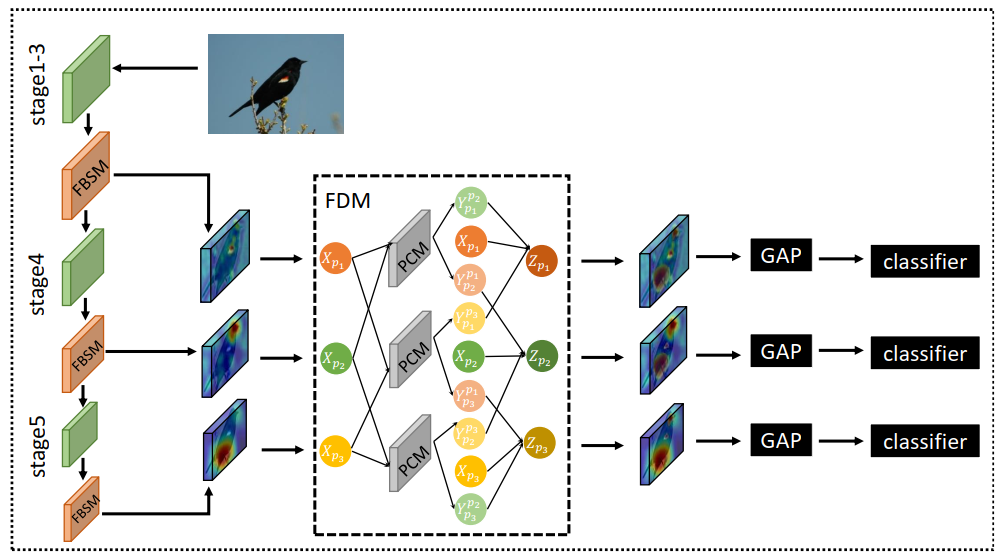 stage1-3
FBSM
stage4
FBSM
stage5
FBSM
FDM
X_{p_1}
X_{p_2}
X_{p_3}
PCM
PCM
PCM
Y_{p_1}^{p_2}
X_{p_1}
Y_{p_2}^{p_1}
Y_{p_1}^{p_3}
X_{p_2}
Y_{p_3}^{p_1}
Y_{p_2}^{p_3}
X_{p_3}
Y_{p_3}^{p_2}
Z_{p_1}
Z_{p_2}
Z_{p_3}
GAP
classifier
GAP
classifier
GAP
classifier